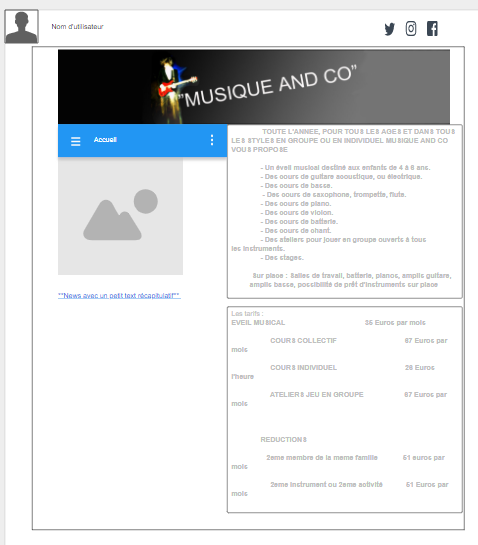 Nom d'utilisateur
"MUSIQUE AND CO"
Accueil
TOUTE L'ANNEE, POUR TOUS LES AGES ET DANS TOUS
LES STYLES EN GROUPE OU EN INDIVIDUEL MUSIQUE AND CO
VOUS PROPOSE
- Un éveil musical destiné aux enfants de 4 à 6 ans.
- Des cours de guitare acoustique, ou électrique.
- Des cours de basse.
- Des cours de saxophone, trompette, flute.
- Des cours de piano.
- Des cours de violon.
- Des cours de batterie.
- Des cours de chant.
- Des ateliers pour jouer en groupe ouverts à tous
les instruments.
- Des stages.
Sur place : Salles de travail, batterie, pianos, amplis guitare,
amplis basse, possibilité de prêt d'instruments sur place
""News avec un petit text récapitulatif""
Les tarifs :
EVEIL MUSICAL 35 Euros par mois
COURS COLLECTIF 67 Euros par
mois
COURS INDIVIDUEL 26 Euros
l'heure
ATELIERS JEU EN GROUPE 67 Euros par
mois
REDUCTIONS
2eme membre de la meme famille 51 euros par
mois
2eme instrument ou 2eme activité 51 Euros par
mois